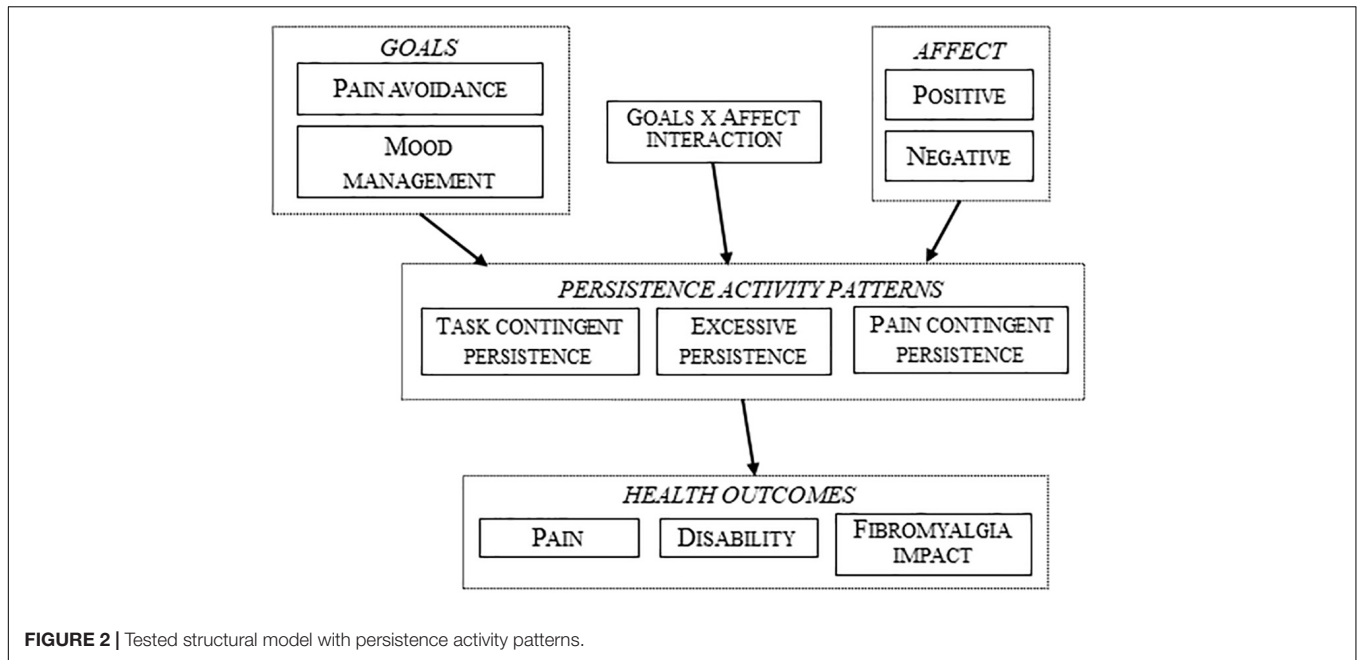 GOALS
PAIN AVOIDANCE
MOOD
MANAGEMENT
GOALS X AFFECT
INTERACTION
AFFECT
POSITIVE
NEGATIVE
PERSISTENCE ACTIVITY PATTERNS
TASK CONTINGENT
PERSISTENCE
EXCESSIVE
PERSISTENCE
PAIN CONTINGENT
PERSISTENCE
HEALTH OUTCOMES
PAIN
DISABILITY
FIBROMYALGIA
IMPACT
FIGURE 2 | Tested structural model with persistence activity patterns.